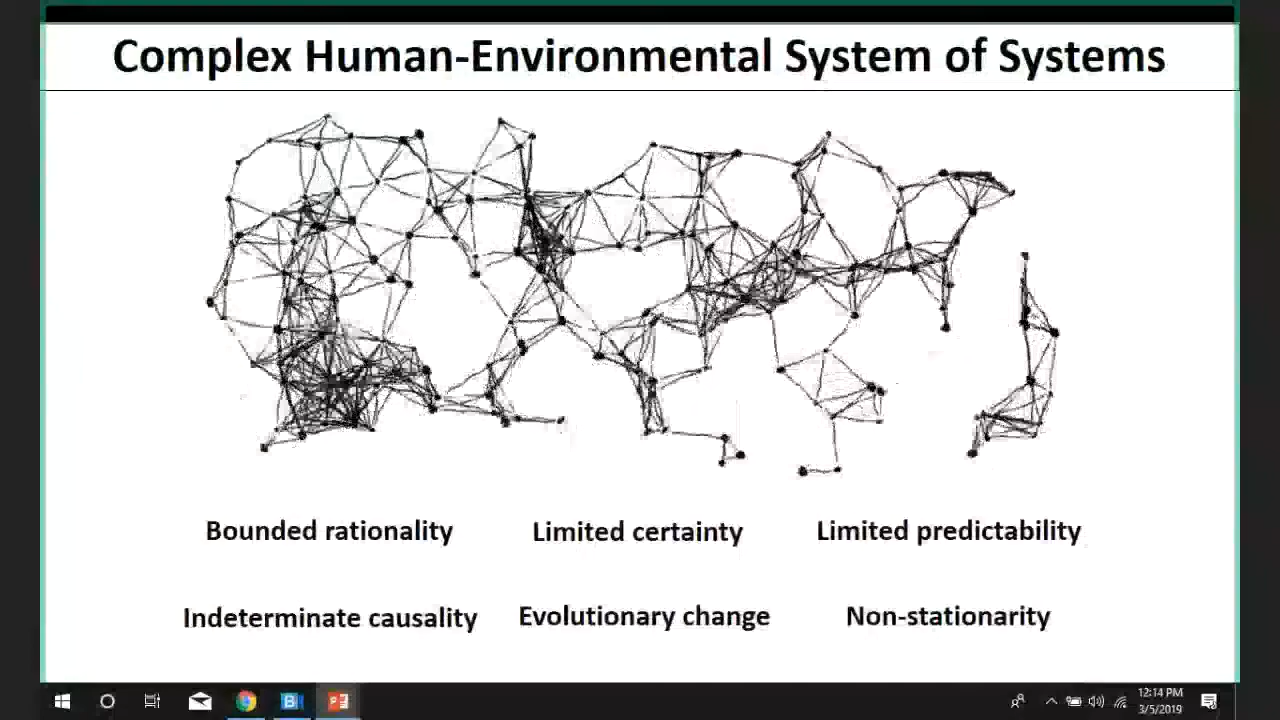 Complex Human-Environmental System of Systems
Bounded rationality
Limited certainty
Limited predictability
Indeterminate causality
Evolutionary change
Non-stationarity
12:14 PM
3/5/2019